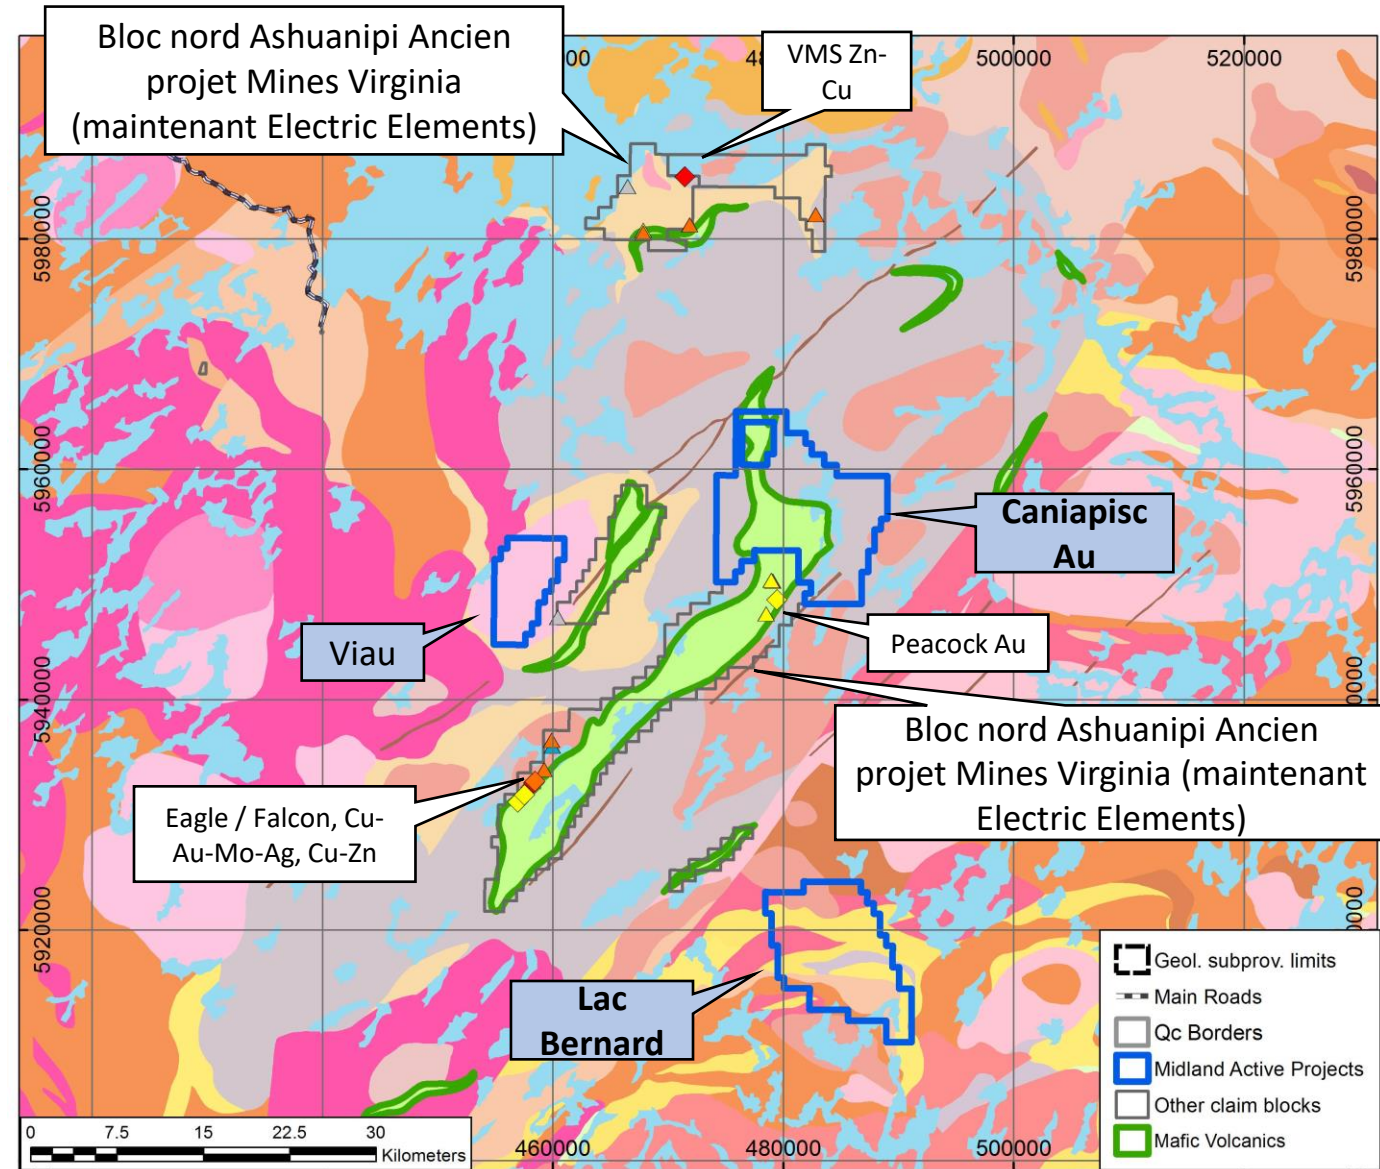 Bloc nord Ashuanipi Ancien
projet Mines Virginia
(maintenant Electric Elements)
VMS Zn-
Cu
500000
520000
5980000
5980000
5960000
5960000
Caniapisc
Au
Viau
Peacock Au
5940000
Bloc nord Ashuanipi Ancien
projet Mines Virginia (maintenant
Electric Elements)
Eagle / Falcon, Cu-
Au-Mo-Ag, Cu-Zn
5920000
Lac
Bernard
Geol. subprov. limits
Main Roads
Qc Borders
Midland Active Projects
Other claim blocks
Mafic Volcanics
0 7.5 15 22.5 30
Kilometers
460000
480000
500000